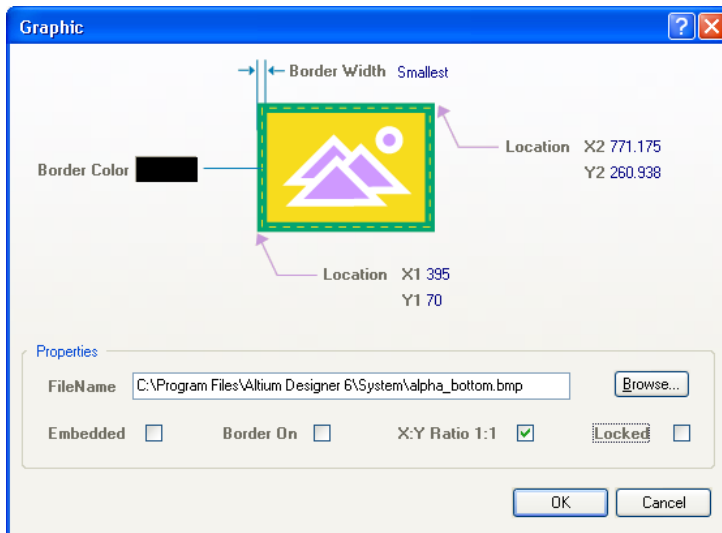 Graphic
Border Width Smallest
Location X2 771.175
Border Color
Y2 260.938
Location X1 395
Y1 70
Properties
FileName C:\Program Files\Altium Designer 6\System\alpha_bottom.bmp Browse...
Embedded Border On X:Y Ratio 1:1 Locked
OK Cancel